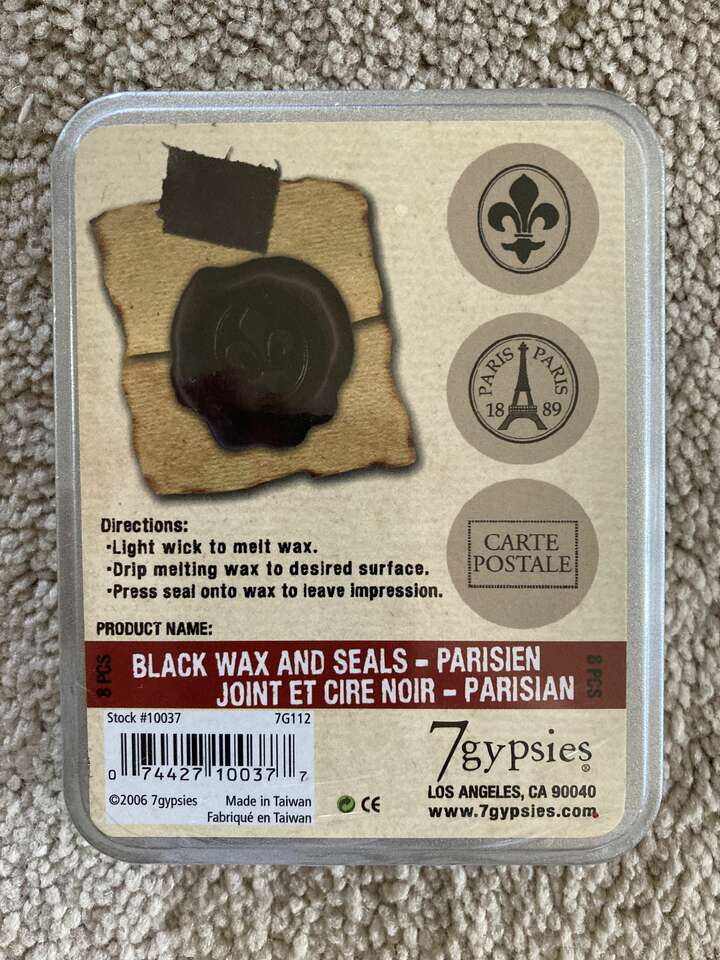 PARIS PARIS
18 89
CARTE
POSTALE
Directions:
·Light wick to melt wax.
·Drip melting wax to desired surface.
·Press seal onto wax to leave impression.
PRODUCT NAME:
8 PCS
BLACK WAX AND SEALS - PARISIEN
JOINT ET CIRE NOIR - PARISIAN
8 PCS
Stock #10037 7G112
0 74427 10037 7
©2006 7gypsies Made in Taiwan
Fabriqué en Taiwan
CE
7gypsies®
LOS ANGELES, CA 90040
www.7gypsies.com